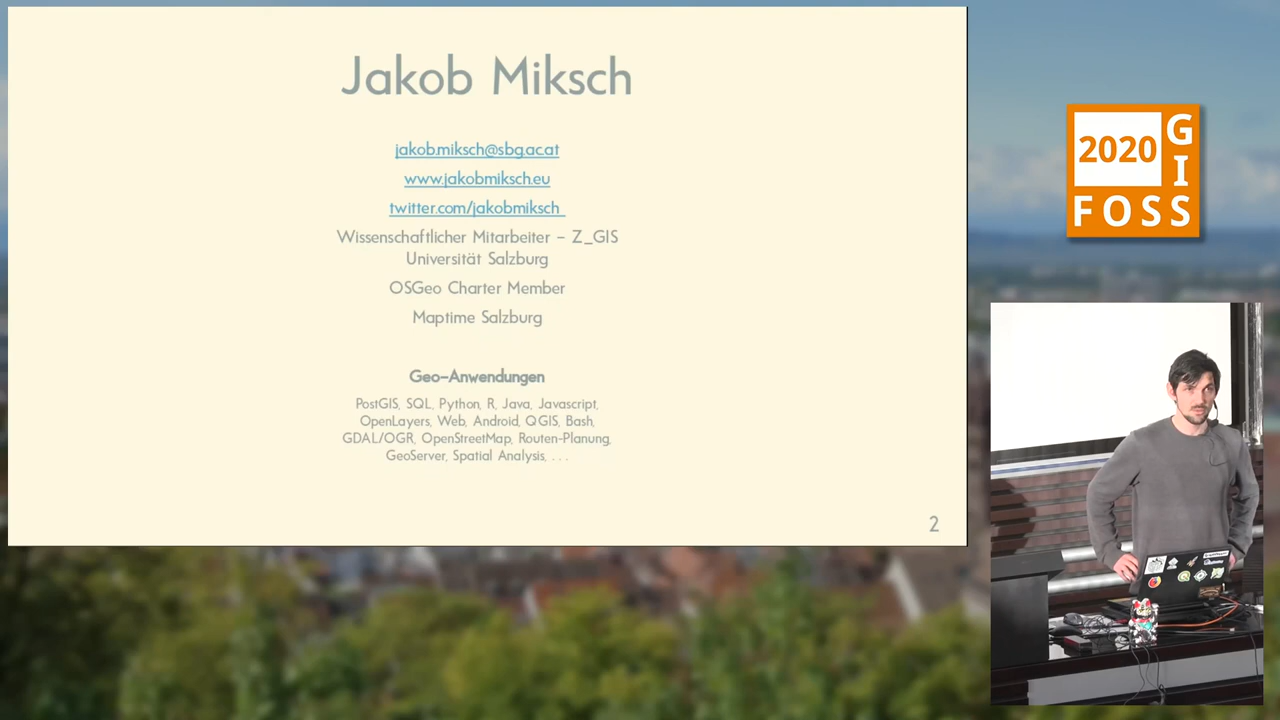 Jakob Miksch
jakob.miksch@sbg.ac.at
www.jakobmiksch.eu
twitter.com/jakobmiksch
Wissenschaftlicher Mitarbeiter – Z_GIS
Universität Salzburg
OSGeo Charter Member
Maptime Salzburg
Geo-Anwendungen
PostGIS, SQL, Python, R, Java, Javascript,
OpenLayers, Web, Android, QGIS, Bash,
GDAL/OGR, OpenStreetMap, Routen-Planung,
GeoServer, Spatial Analysis, . . .
2
2020
GIS
FOSS